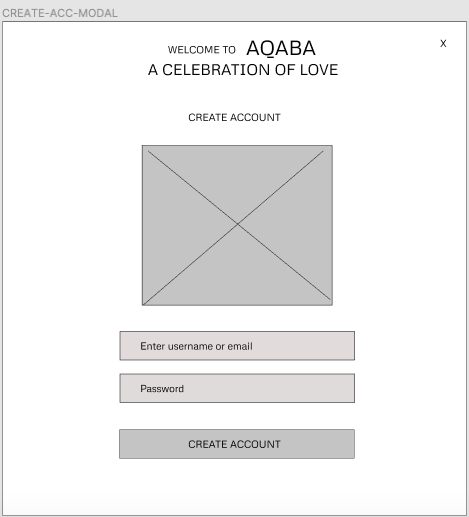 CREATE-ACC-MODAL
X
WELCOME TO AQABA
A CELEBRATION OF LOVE
CREATE ACCOUNT
Enter username or email
Password
CREATE ACCOUNT